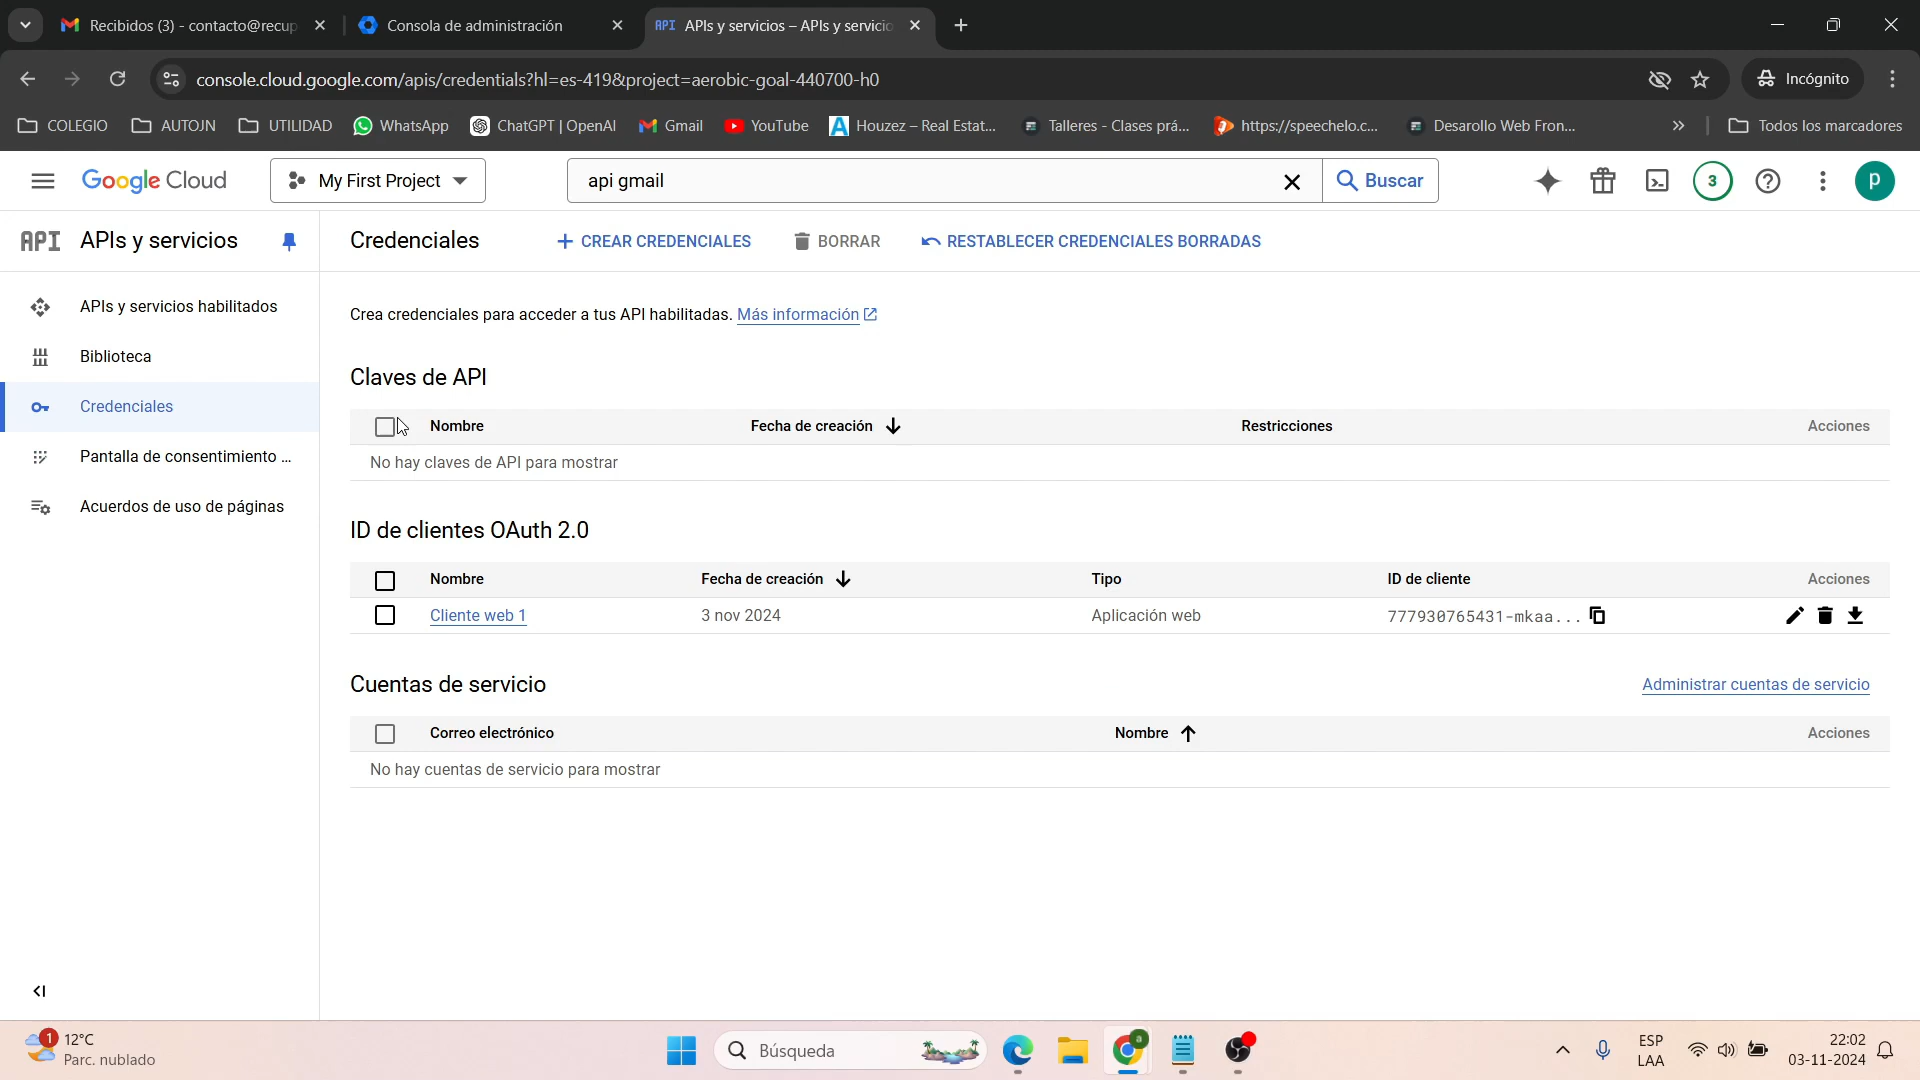 Recibidos (3) - contacto@recup
Consola de administración
API APIs y servicios – APIs y servicio
console.cloud.google.com/apis/credentials?hl=es-419&project=aerobic-goal-440700-h0
Incógnito
COLEGIO
AUTOJN
UTILIDAD
WhatsApp
ChatGPT | OpenAI
Gmail
YouTube
Houzez – Real Estat...
Talleres - Clases prá...
https://speechelo.c...
Desarollo Web Fron...
Todos los marcadores
Google Cloud
My First Project
api gmail
Buscar
3
p
API APIs y servicios
Credenciales
CREAR CREDENCIALES
BORRAR
RESTABLECER CREDENCIALES BORRADAS
APIs y servicios habilitados
Biblioteca
Credenciales
Pantalla de consentimiento ...
Acuerdos de uso de páginas
Crea credenciales para acceder a tus API habilitadas. Más información
Claves de API
Nombre Fecha de creación Restricciones Acciones
No hay claves de API para mostrar
ID de clientes OAuth 2.0
Nombre Fecha de creación Tipo ID de cliente Acciones
Cliente web 1 3 nov 2024 Aplicación web 777930765431-mkaa...
Cuentas de servicio
Administrar cuentas de servicio
Correo electrónico Nombre Acciones
No hay cuentas de servicio para mostrar
1
12°C
Parc. nublado
Búsqueda
a
ESP
LAA
22:02
03-11-2024